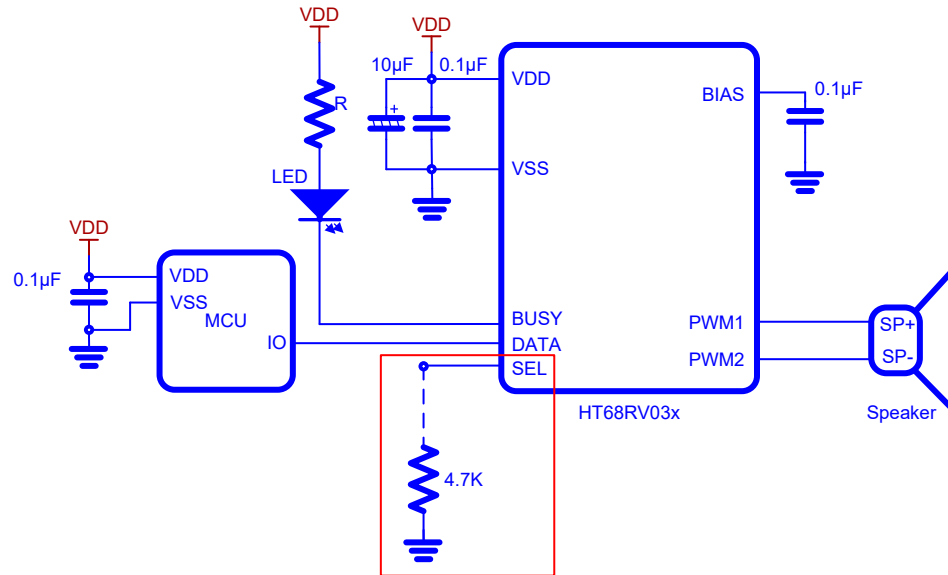 VDD
VDD
10µF
0.1µF
VDD
BIAS
0.1µF
R
+
VSS
LED
VDD
0.1µF
VDD
VSS
MCU
IO
BUSY
DATA
SEL
PWM1
PWM2
SP+
SP-
HT68RV03x
Speaker
4.7K